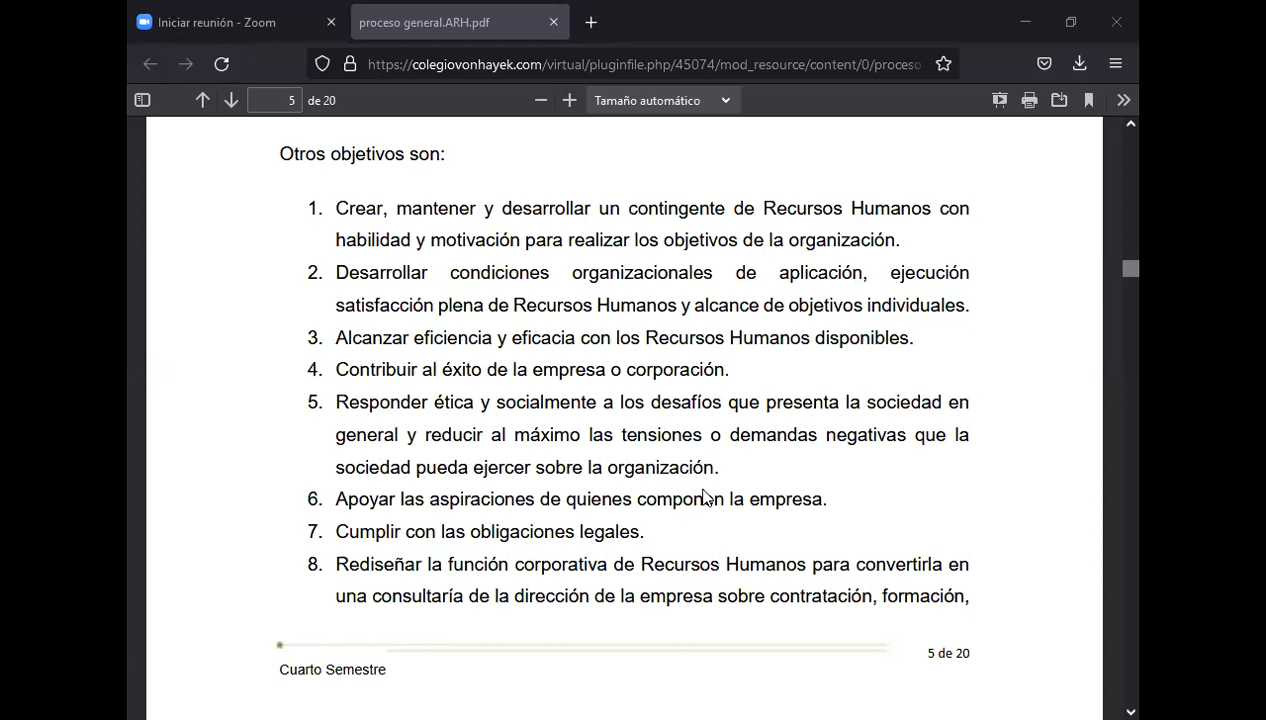 Iniciar reunión - Zoom
proceso general.ARH.pdf
https://colegiovonhayek.com/virtual/pluginfile.php/45074/mod_resource/content/0/proceso
5 de 20
Tamaño automático
Otros objetivos son:
1. Crear, mantener y desarrollar un contingente de Recursos Humanos con
habilidad y motivación para realizar los objetivos de la organización.
2. Desarrollar condiciones organizacionales de aplicación, ejecución
satisfacción plena de Recursos Humanos y alcance de objetivos individuales.
3. Alcanzar eficiencia y eficacia con los Recursos Humanos disponibles.
4. Contribuir al éxito de la empresa o corporación.
5. Responder ética y socialmente a los desafíos que presenta la sociedad en
general y reducir al máximo las tensiones o demandas negativas que la
sociedad pueda ejercer sobre la organización.
6. Apoyar las aspiraciones de quienes componen la empresa.
7. Cumplir con las obligaciones legales.
8. Rediseñar la función corporativa de Recursos Humanos para convertirla en
una consultaría de la dirección de la empresa sobre contratación, formación,
5 de 20
Cuarto Semestre